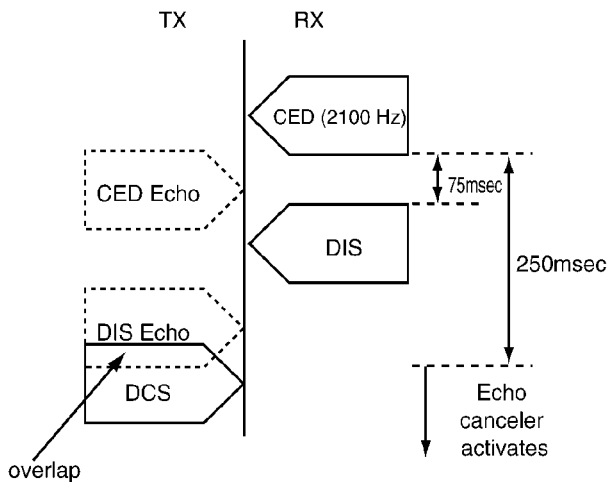 TX
RX
CED (2100 Hz)
CED Echo
75msec
DIS
250msec
DIS Echo
DCS
Echo
canceler
activates
overlap